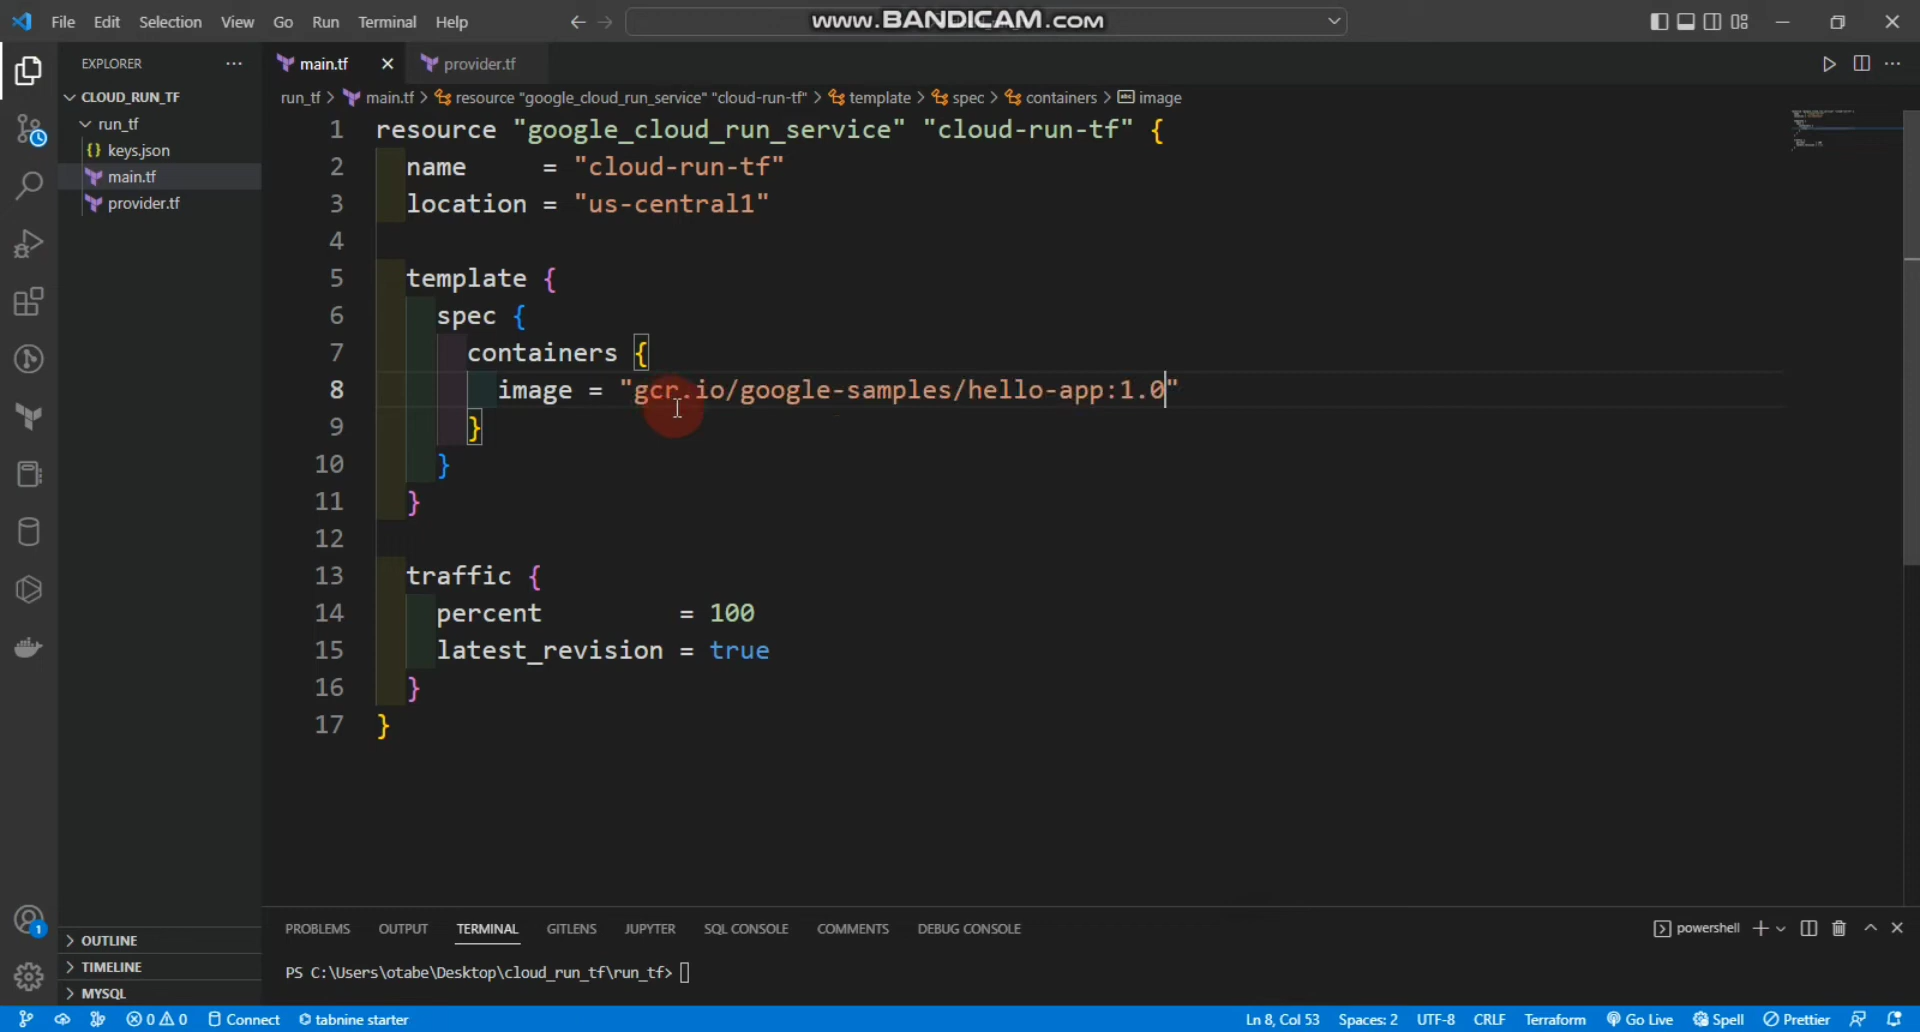 File Edit Selection View Go Run Terminal Help
www.BANDICAM.com
EXPLORER
main.tf
provider.tf
CLOUD_RUN_TF
run_tf
keys.json
main.tf
provider.tf
run_tf > main.tf > resource "google_cloud_run_service" "cloud-run-tf" > template > spec > containers > abc image
1 resource "google_cloud_run_service" "cloud-run-tf" {
2 name = "cloud-run-tf"
3 location = "us-central1"
4
5 template {
6 spec {
7 containers {
8 image = "gcr.io/google-samples/hello-app:1.0"
9 }
10 }
11 }
12
13 traffic {
14 percent = 100
15 latest_revision = true
16 }
17 }
1
OUTLINE
TIMELINE
MYSQL
PROBLEMS OUTPUT TERMINAL GITLENS JUPYTER SQL CONSOLE COMMENTS DEBUG CONSOLE
powershell
PS C:\Users\otabe\Desktop\cloud_run_tf\run_tf>
0 0 Connect tabnine starter
Ln 8, Col 53 Spaces: 2 UTF-8 CRLF Terraform Go Live Spell Prettier